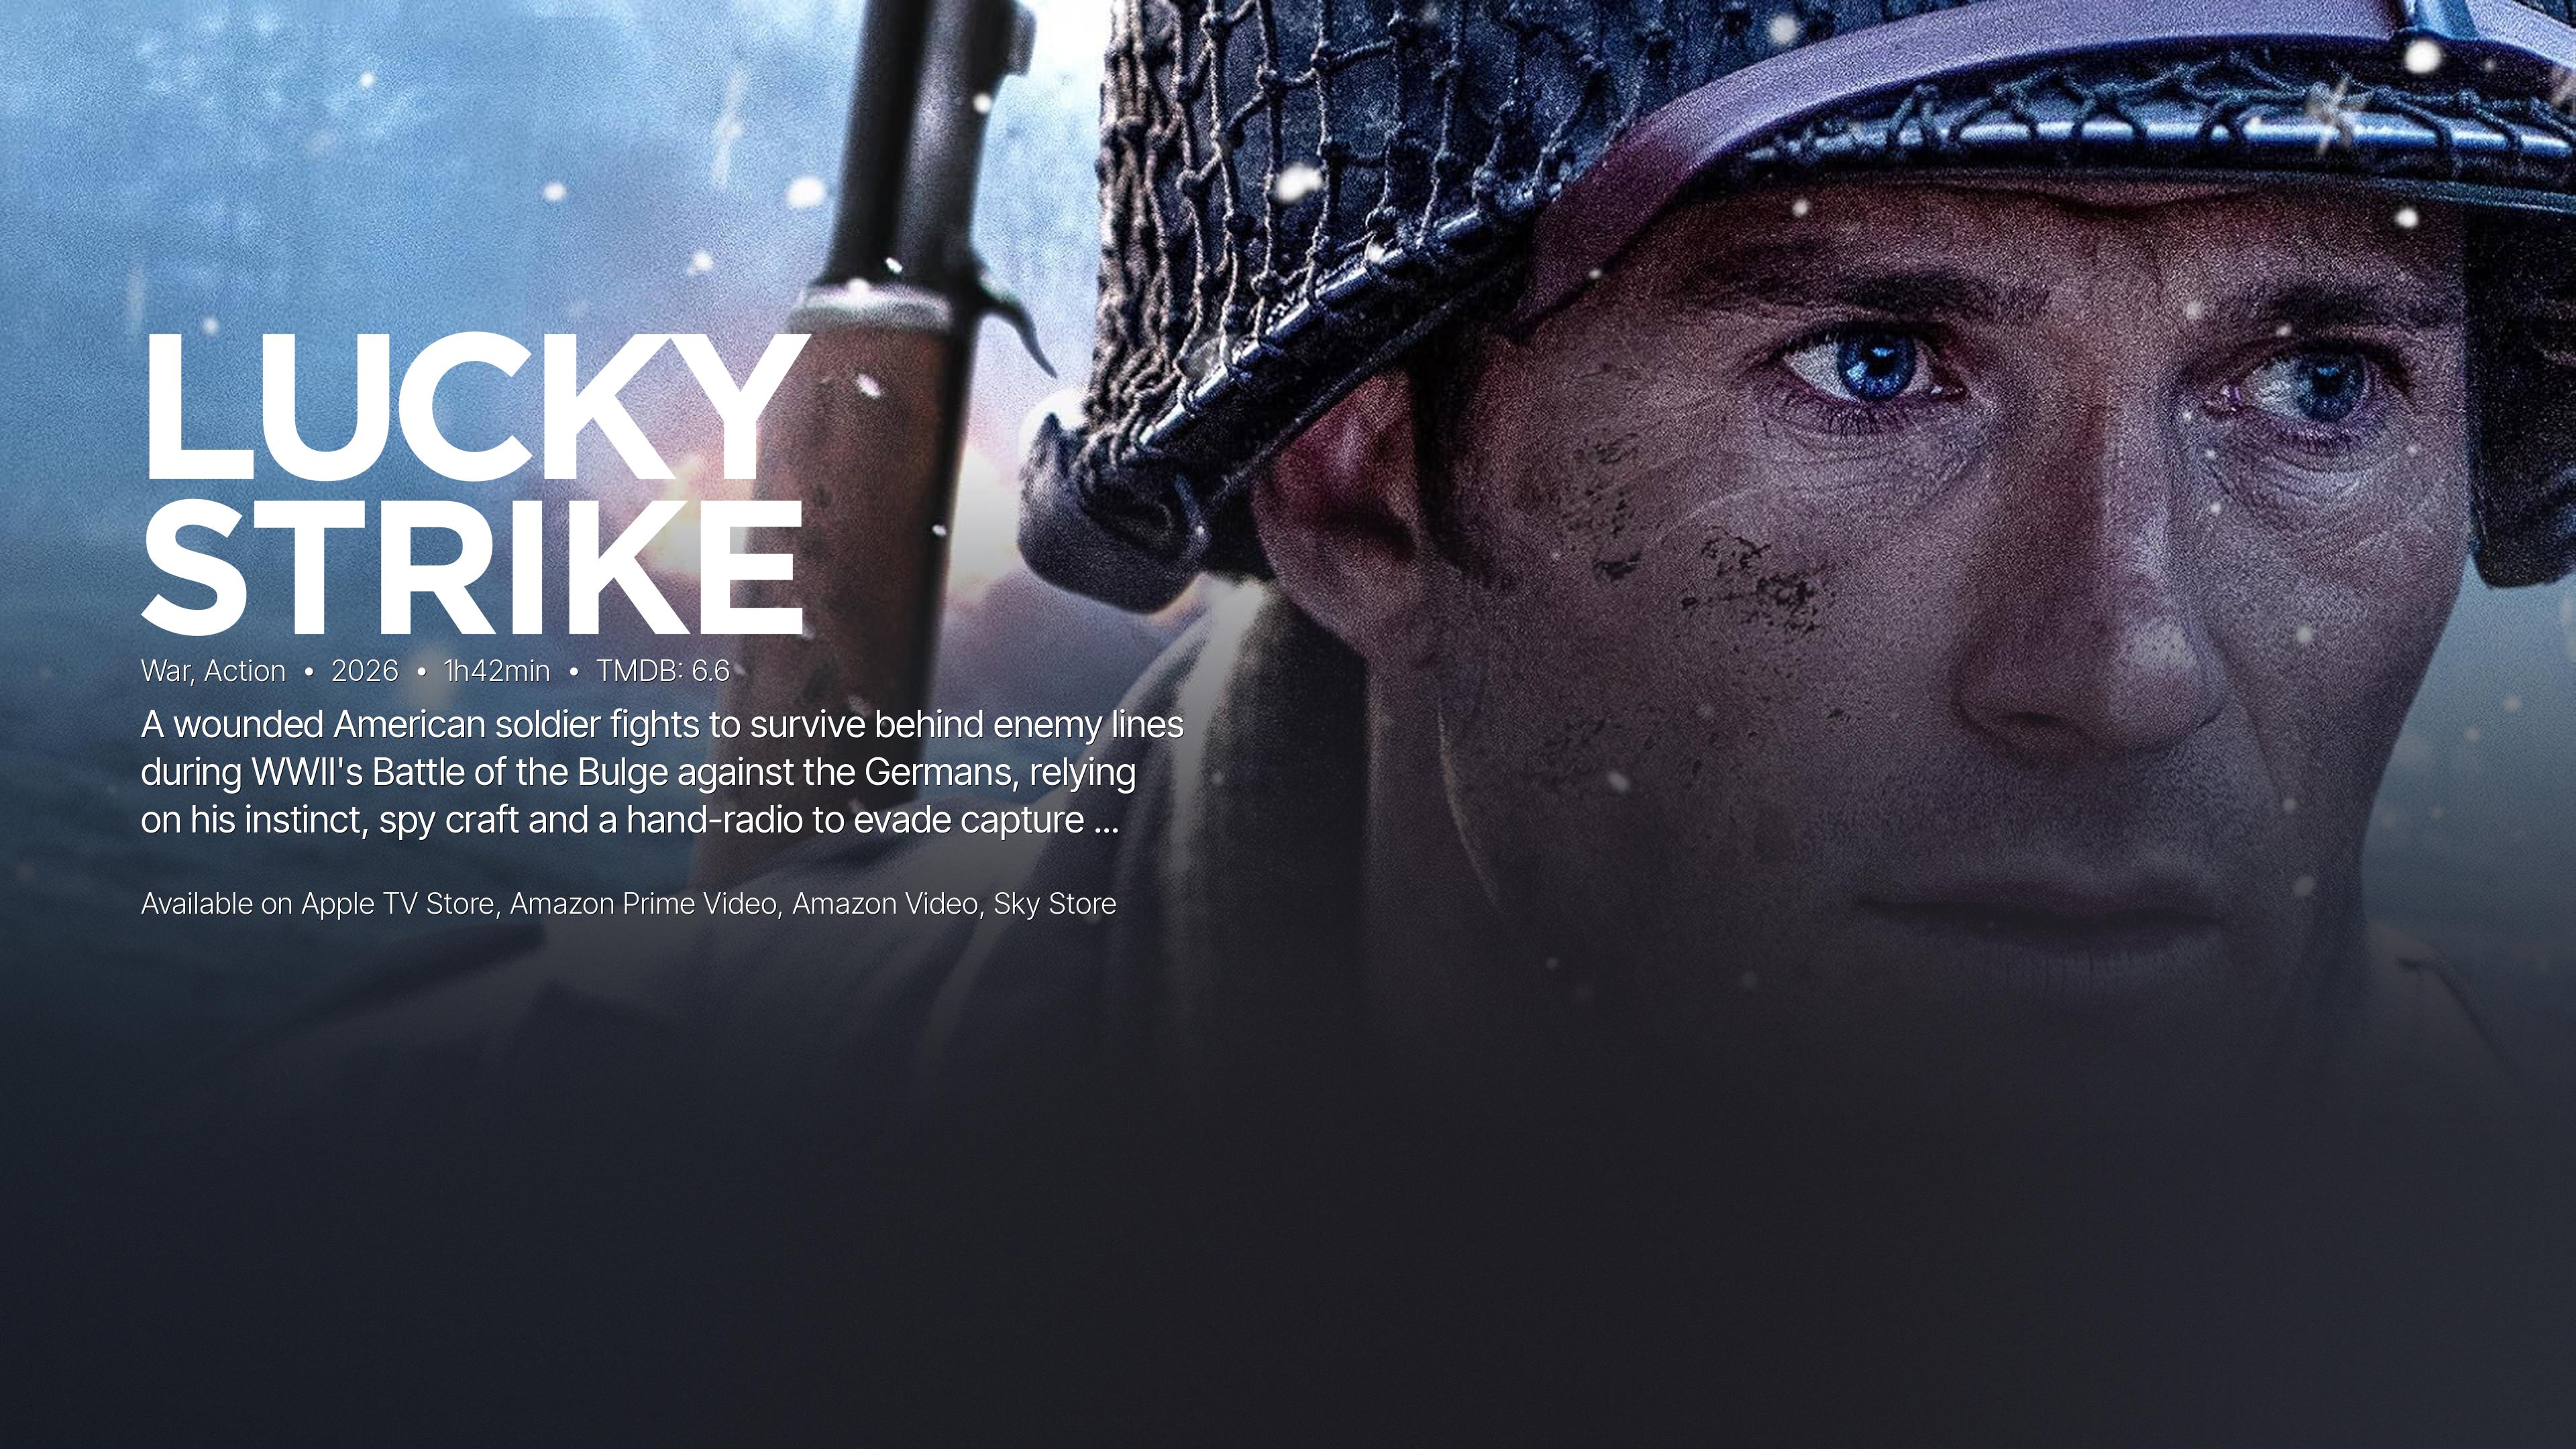 LUCKY
STRIKE
War, Action • 2026 • 1h42min • TMDB: 6.6
A wounded American soldier fights to survive behind enemy lines
during WWII's Battle of the Bulge against the Germans, relying
on his instinct, spy craft and a hand-radio to evade capture ...
Available on Apple TV Store, Amazon Prime Video, Amazon Video, Sky Store